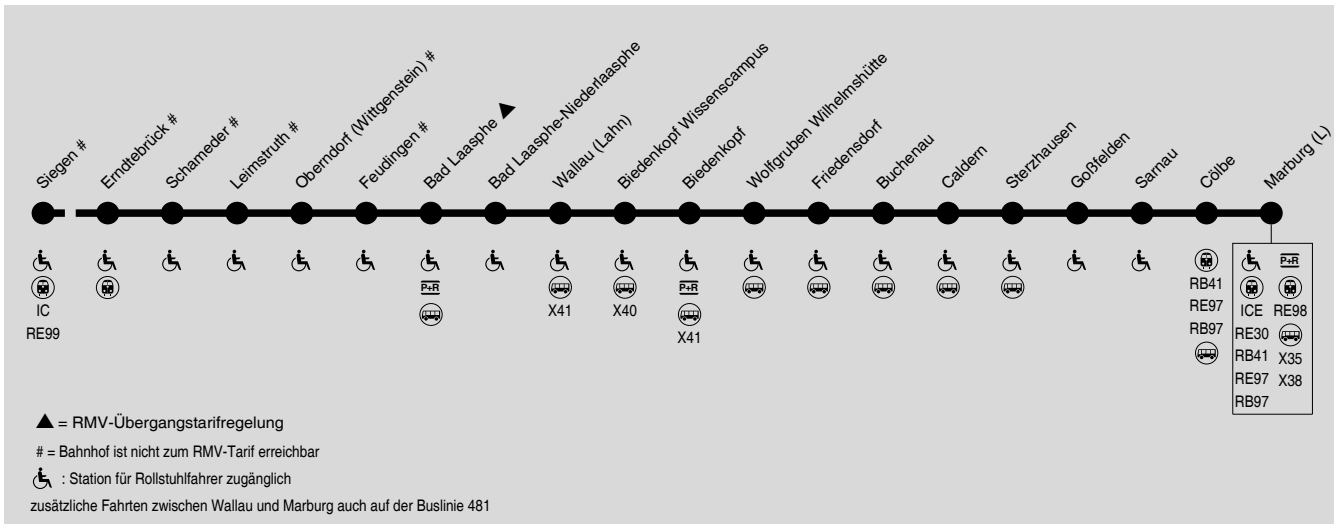 Siegen #
Erndtebrück #
Schameder #
Leimstruth #
Oberndorf (Wittgenstein) #
Feudingen #
Bad Laasphe ▲
Bad Laasphe-Niederlaasphe
Wallau (Lahn)
Biedenkopf Wissenscampus
Biedenkopf
Wolfgruben Wilhelmshütte
Friedensdorf
Buchenau
Caldern
Sterzhausen
Goßfelden
Sarnau
Cölbe
Marburg (L)
IC
RE99
P+R
X41
X40
P+R
X41
RB41
RE97
RB97
ICE
RE30
RB41
RE97
RB97
P+R
RE98
X35
X38
▲ = RMV-Übergangstarifregelung
# = Bahnhof ist nicht zum RMV-Tarif erreichbar
: Station für Rollstuhlfahrer zugänglich
zusätzliche Fahrten zwischen Wallau und Marburg auch auf der Buslinie 481